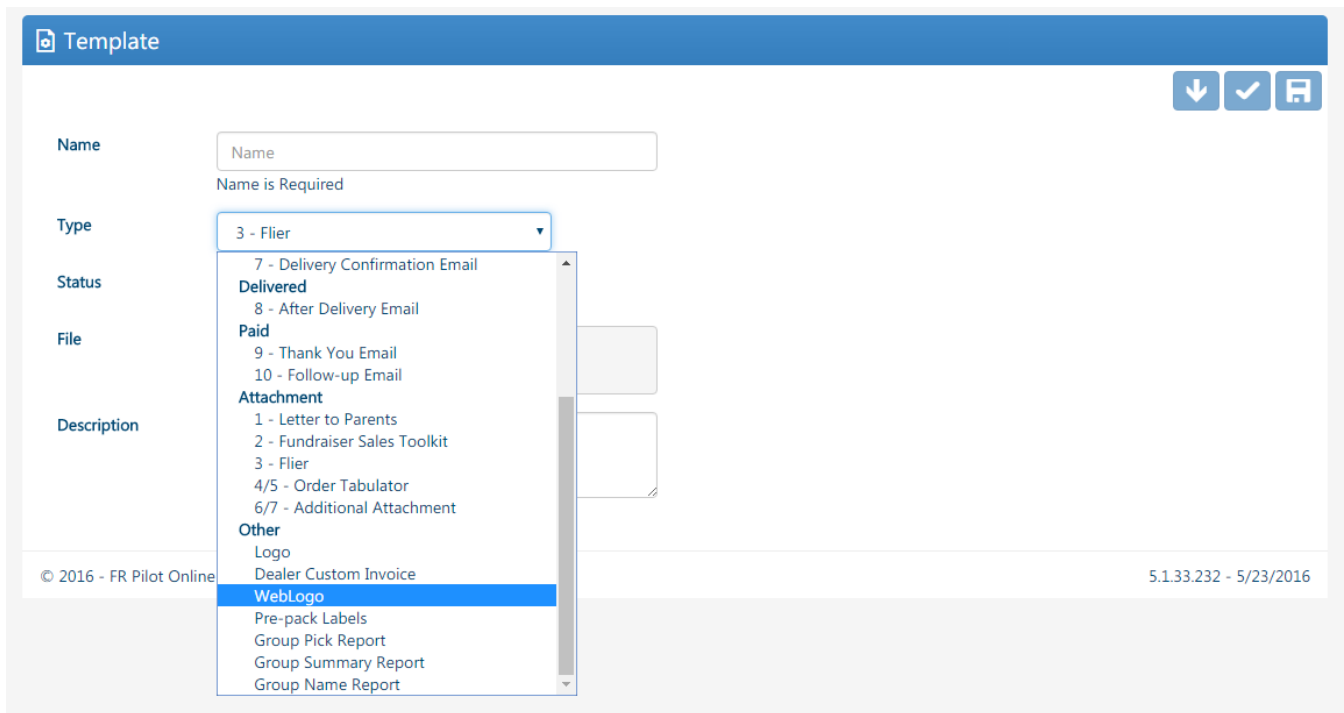 Template
Name
Name
Name is Required
Type
3 - Flier
7 - Delivery Confirmation Email
Status
Delivered
8 - After Delivery Email
File
Paid
9 - Thank You Email
10 - Follow-up Email
Attachment
1 - Letter to Parents
Description
2 - Fundraiser Sales Toolkit
3 - Flier
4/5 - Order Tabulator
6/7 - Additional Attachment
Other
Logo
© 2016 - FR Pilot Online
Dealer Custom Invoice
5.1.33.232 - 5/23/2016
WebLogo
Pre-pack Labels
Group Pick Report
Group Summary Report
Group Name Report